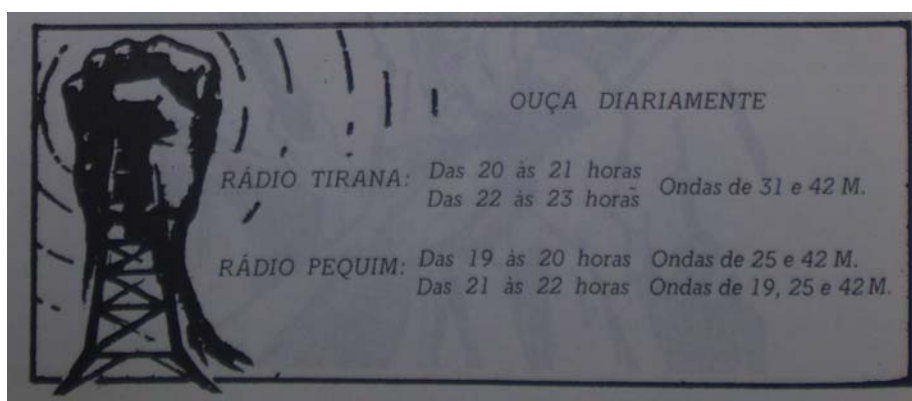 OUÇA DIARIAMENTE
RÁDIO TIRANA: Das 20 às 21 horas
Das 22 às 23 horas Ondas de 31 e 42 M.
RÁDIO PEQUIM: Das 19 às 20 horas Ondas de 25 e 42 M.
Das 21 às 22 horas Ondas de 19, 25 e 42 M.